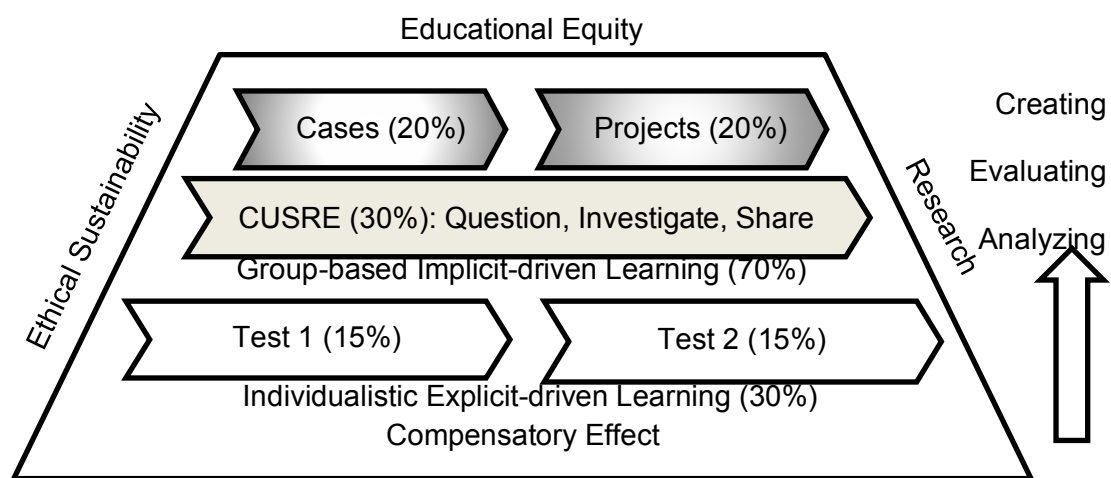 Educational Equity
Ethical Sustainability
Cases (20%)
Projects (20%)
Creating
Evaluating
Research
CUSRE (30%): Question, Investigate, Share
Analyzing
Group-based Implicit-driven Learning (70%)
Test 1 (15%)
Test 2 (15%)
Individualistic Explicit-driven Learning (30%)
Compensatory Effect